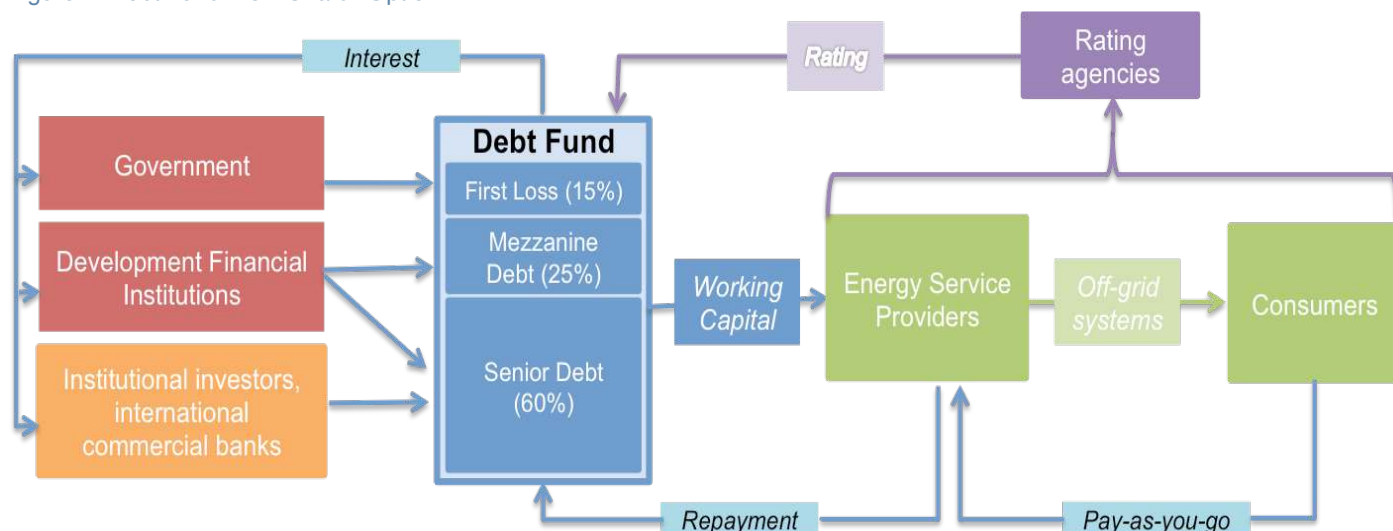 Interest
Rating
Rating
agencies
Government
Debt Fund
First Loss (15%)
Mezzanine
Debt (25%)
Senior Debt
(60%)
Development Financial
Institutions
Institutional investors,
international
commercial banks
Working
Capital
Energy Service
Providers
Off-grid
systems
Consumers
Repayment
Pay-as-you-go